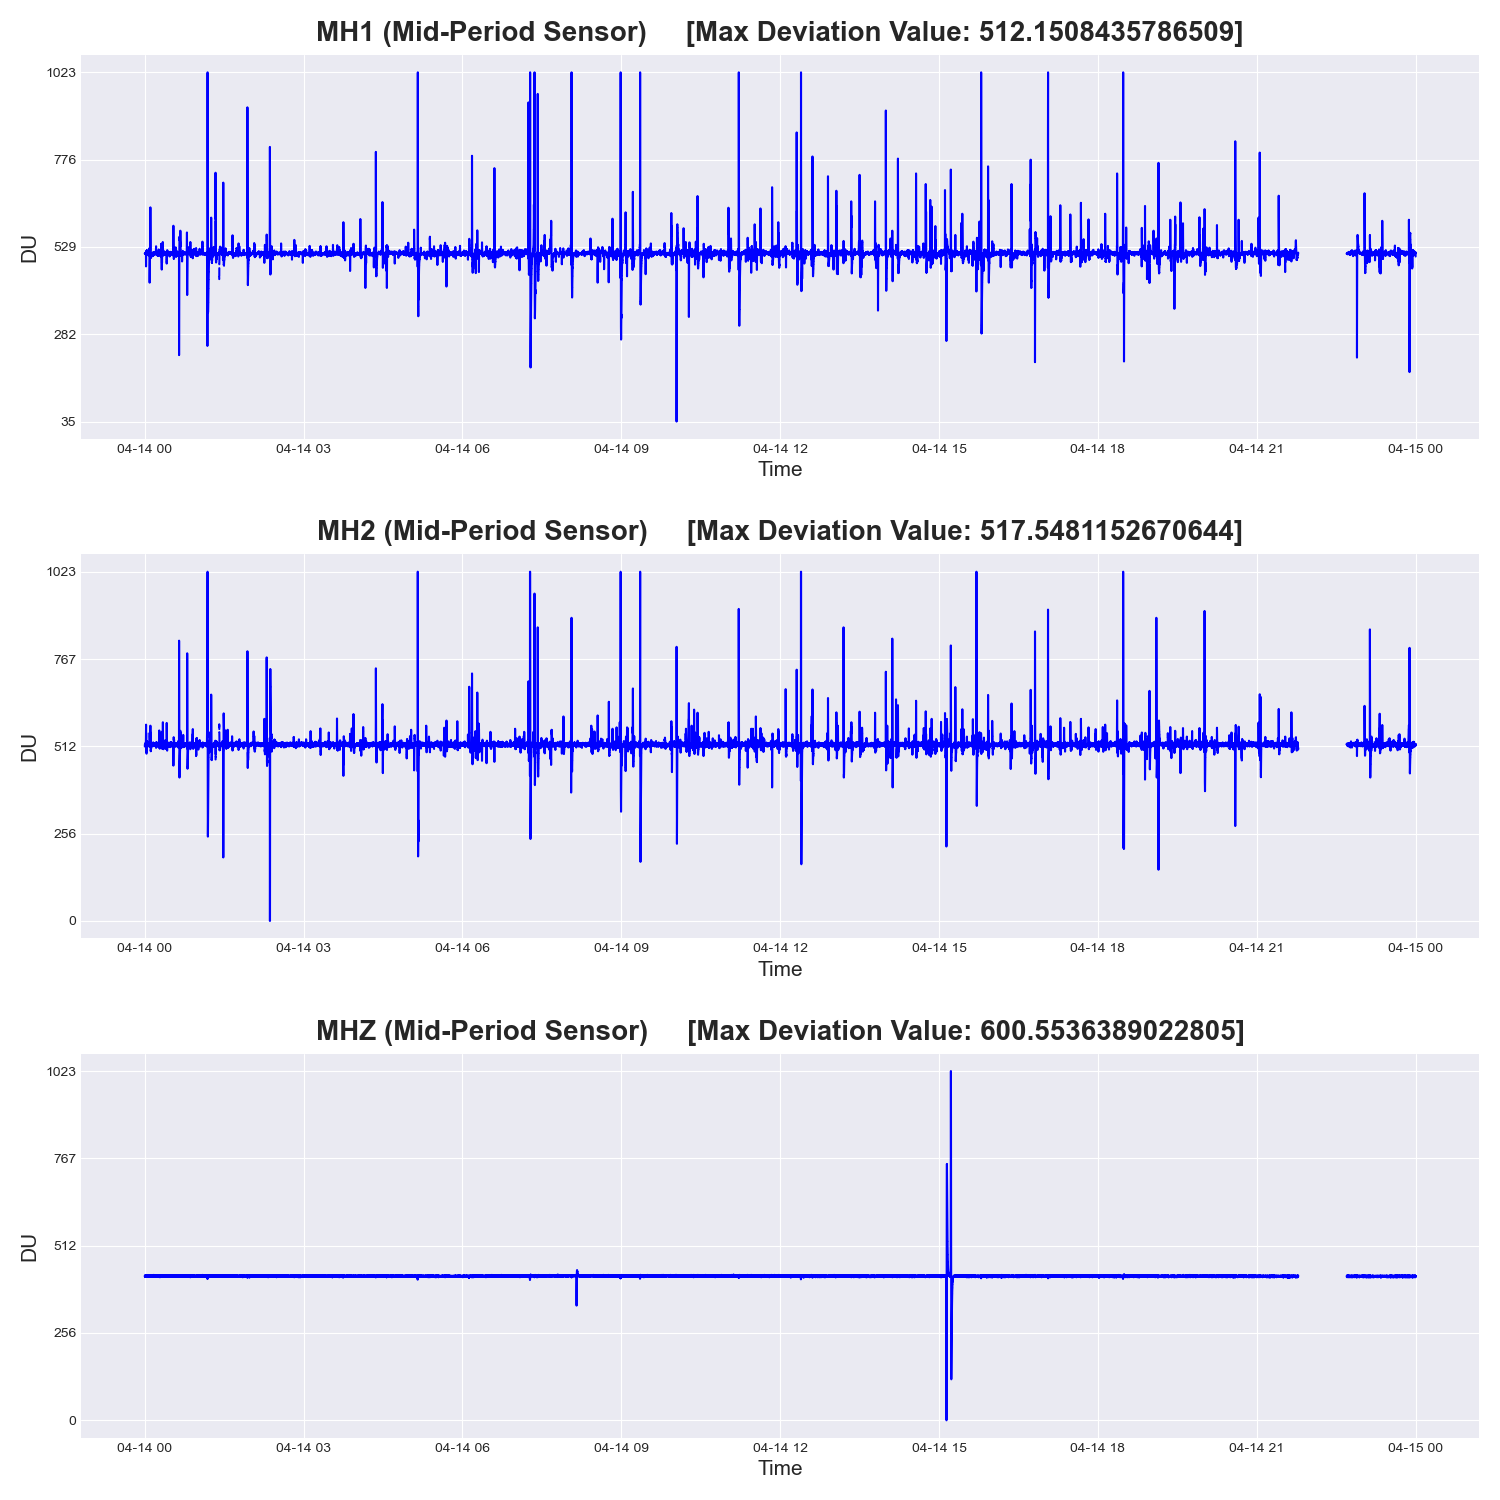 MH1 (Mid-Period Sensor) [Max Deviation Value: 512.1508435786509]
1023
776
529
282
35
DU
04-14 00 04-14 03 04-14 06 04-14 09 04-14 12 04-14 15 04-14 18 04-14 21 04-15 00
Time
MH2 (Mid-Period Sensor) [Max Deviation Value: 517.5481152670644]
1023
767
512
256
0
DU
04-14 00 04-14 03 04-14 06 04-14 09 04-14 12 04-14 15 04-14 18 04-14 21 04-15 00
Time
MHZ (Mid-Period Sensor) [Max Deviation Value: 600.5536389022805]
1023
767
512
256
0
DU
04-14 00 04-14 03 04-14 06 04-14 09 04-14 12 04-14 15 04-14 18 04-14 21 04-15 00
Time